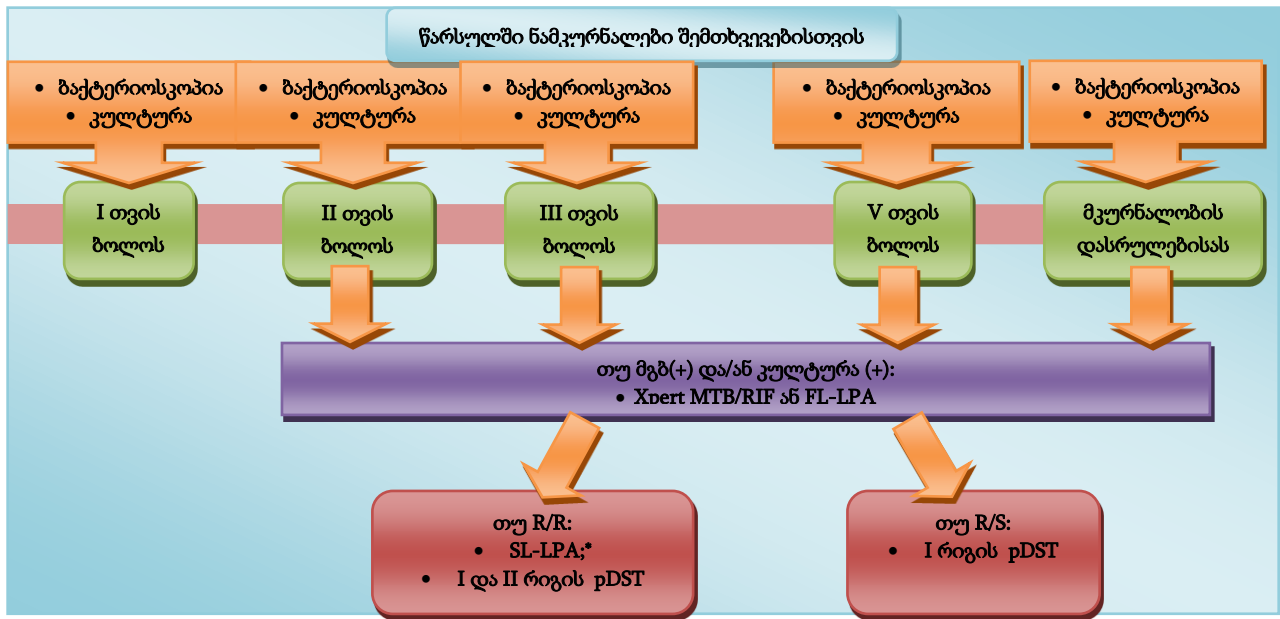 წარსულში ნამკურნალები შემთხვევებისთვის
• ბაქტერიოსკოპია
• კულტურა
• ბაქტერიოსკოპია
• კულტურა
• ბაქტერიოსკოპია
• კულტურა
• ბაქტერიოსკოპია
• კულტურა
• ბაქტერიოსკოპია
• კულტურა
I თვის
ბოლოს
II თვის
ბოლოს
III თვის
ბოლოს
V თვის
ბოლოს
მკურნალობის
დასრულებისას
თუ მგბ(+) და/ან კულტურა (+):
• Xpert MTB/RIF ან FL-LPA
თუ R/R:
• SL-LPA;*
• I და II რიგის pDST
თუ R/S:
• I რიგის pDST